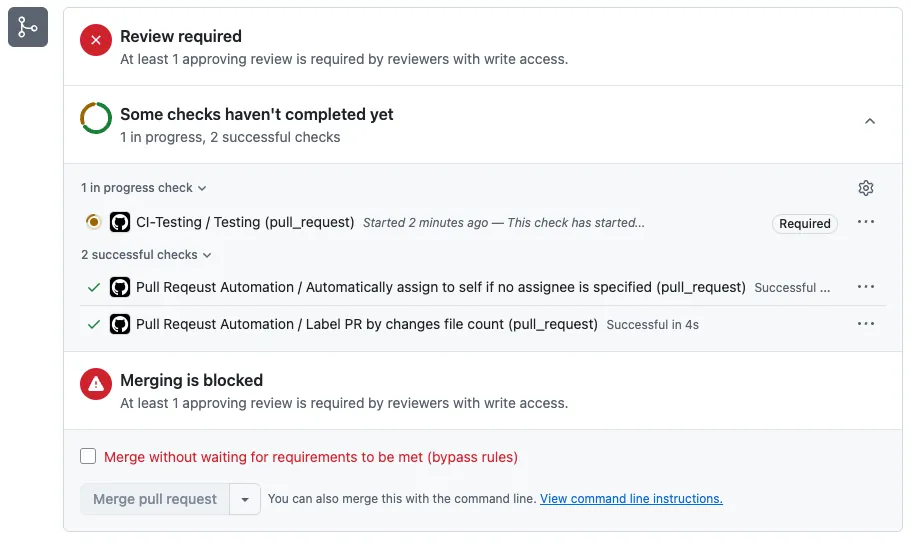 Review required
At least 1 approving review is required by reviewers with write access.
Some checks haven't completed yet
1 in progress, 2 successful checks
1 in progress check
CI-Testing / Testing (pull_request) Started 2 minutes ago — This check has started... Required
2 successful checks
Pull Reqeust Automation / Automatically assign to self if no assignee is specified (pull_request) Successful ...
Pull Reqeust Automation / Label PR by changes file count (pull_request) Successful in 4s
Merging is blocked
At least 1 approving review is required by reviewers with write access.
Merge without waiting for requirements to be met (bypass rules)
Merge pull request You can also merge this with the command line. View command line instructions.